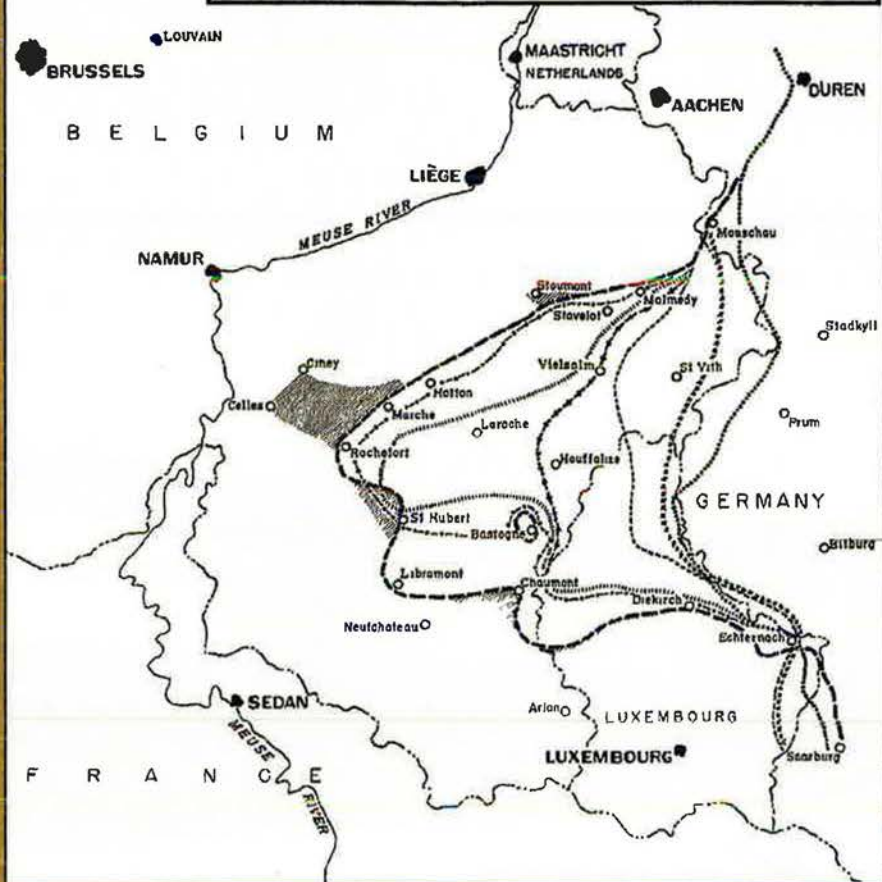 LOUVAIN
BRUSSELS
MAASTRICHT
NETHERLANDS
DUREN
AACHEN
BELGIUM
LIÈGE
MEUSE RIVER
Monschau
NAMUR
Stoumont
Malmedy
Stavelot
Stadkyll
Ciney
Vielsalm
St Vith
Hotton
Celles
Marche
Prum
Laroche
Rochefort
Houffalize
GERMANY
St Hubert
Bastogne
Bitburg
Libramont
Chaumont
Diekirch
Neufchateau
Echternach
SEDAN
Arlon
LUXEMBOURG
MEUSE
RIVER
LUXEMBOURG
Saarburg
FRANCE